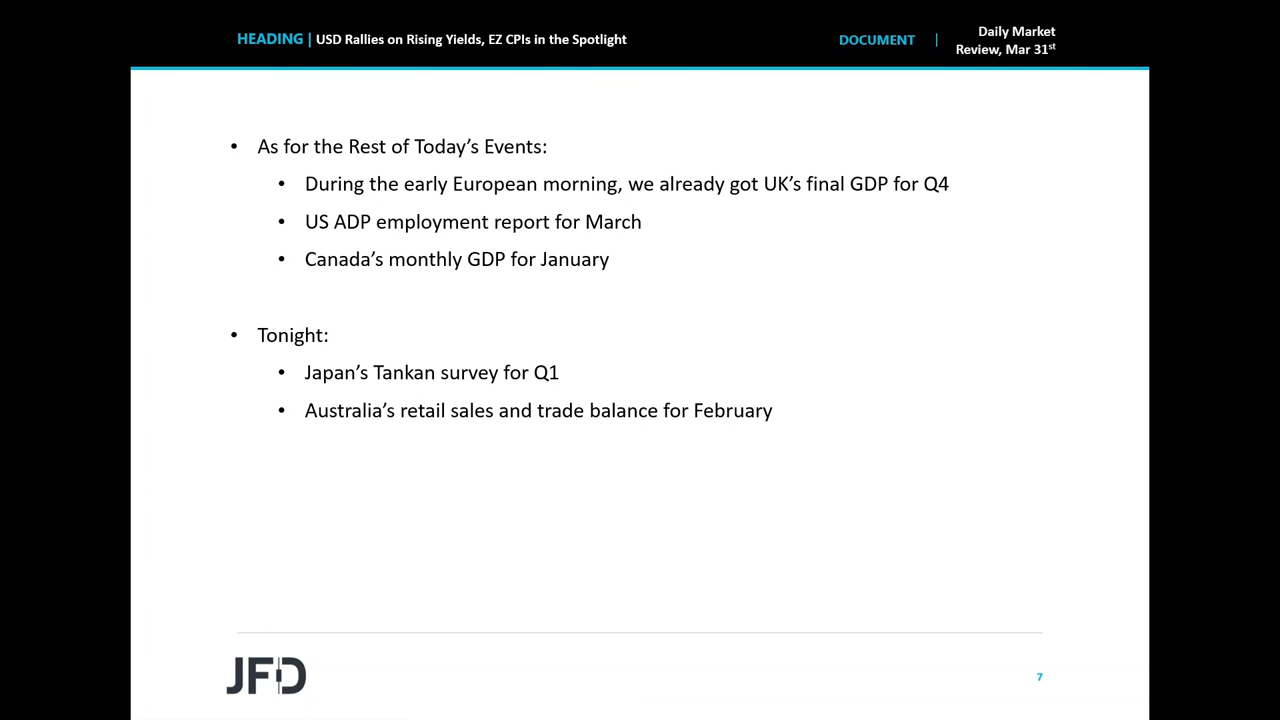 HEADING | USD Rallies on Rising Yields, EZ CPIs in the Spotlight
DOCUMENT | Daily Market
Review, Mar 31st
• As for the Rest of Today’s Events:
• During the early European morning, we already got UK’s final GDP for Q4
• US ADP employment report for March
• Canada’s monthly GDP for January
• Tonight:
• Japan’s Tankan survey for Q1
• Australia’s retail sales and trade balance for February
JFD
7